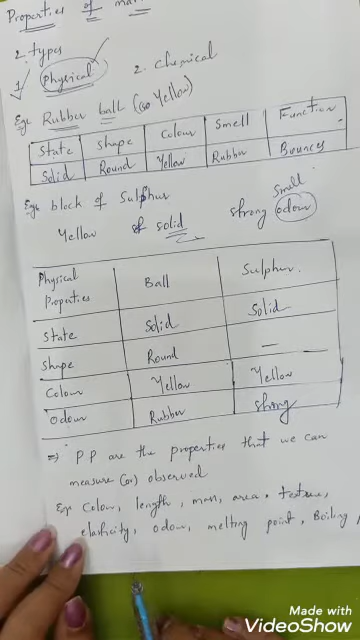 Properties of matt
2. types
1. Physical 2. chemical
Eg: Rubber ball (Yellow)
State Shape Colour Smell Function
Solid Round Yellow Rubber Bounces
Eg: block of Sulphur smell
Yellow solid strong odour
Physical Properties Ball Sulphur.
State Solid Solid
Shape Round —
Colour Yellow Yellow
Odour Rubber Strong
⇒ PP are the properties that we can
measure (or) observed
Eg Colour, length, mass, area, texture,
elasticity, odour, melting point, Boiling
Made with
VideoShow